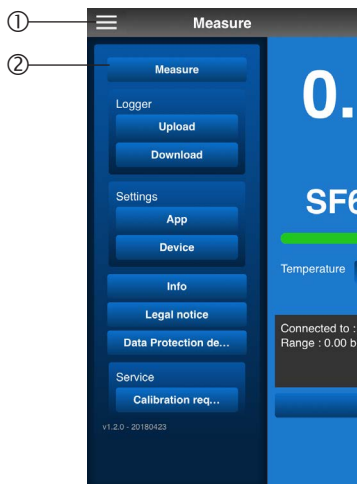 ①
Measure
②
Measure
Logger
Upload
Download
Settings
App
Device
Info
Legal notice
Data Protection de...
Service
Calibration req...
v1.2.0 - 20180423
0.
SF6
Temperature
Connected to :
Range : 0.00 b